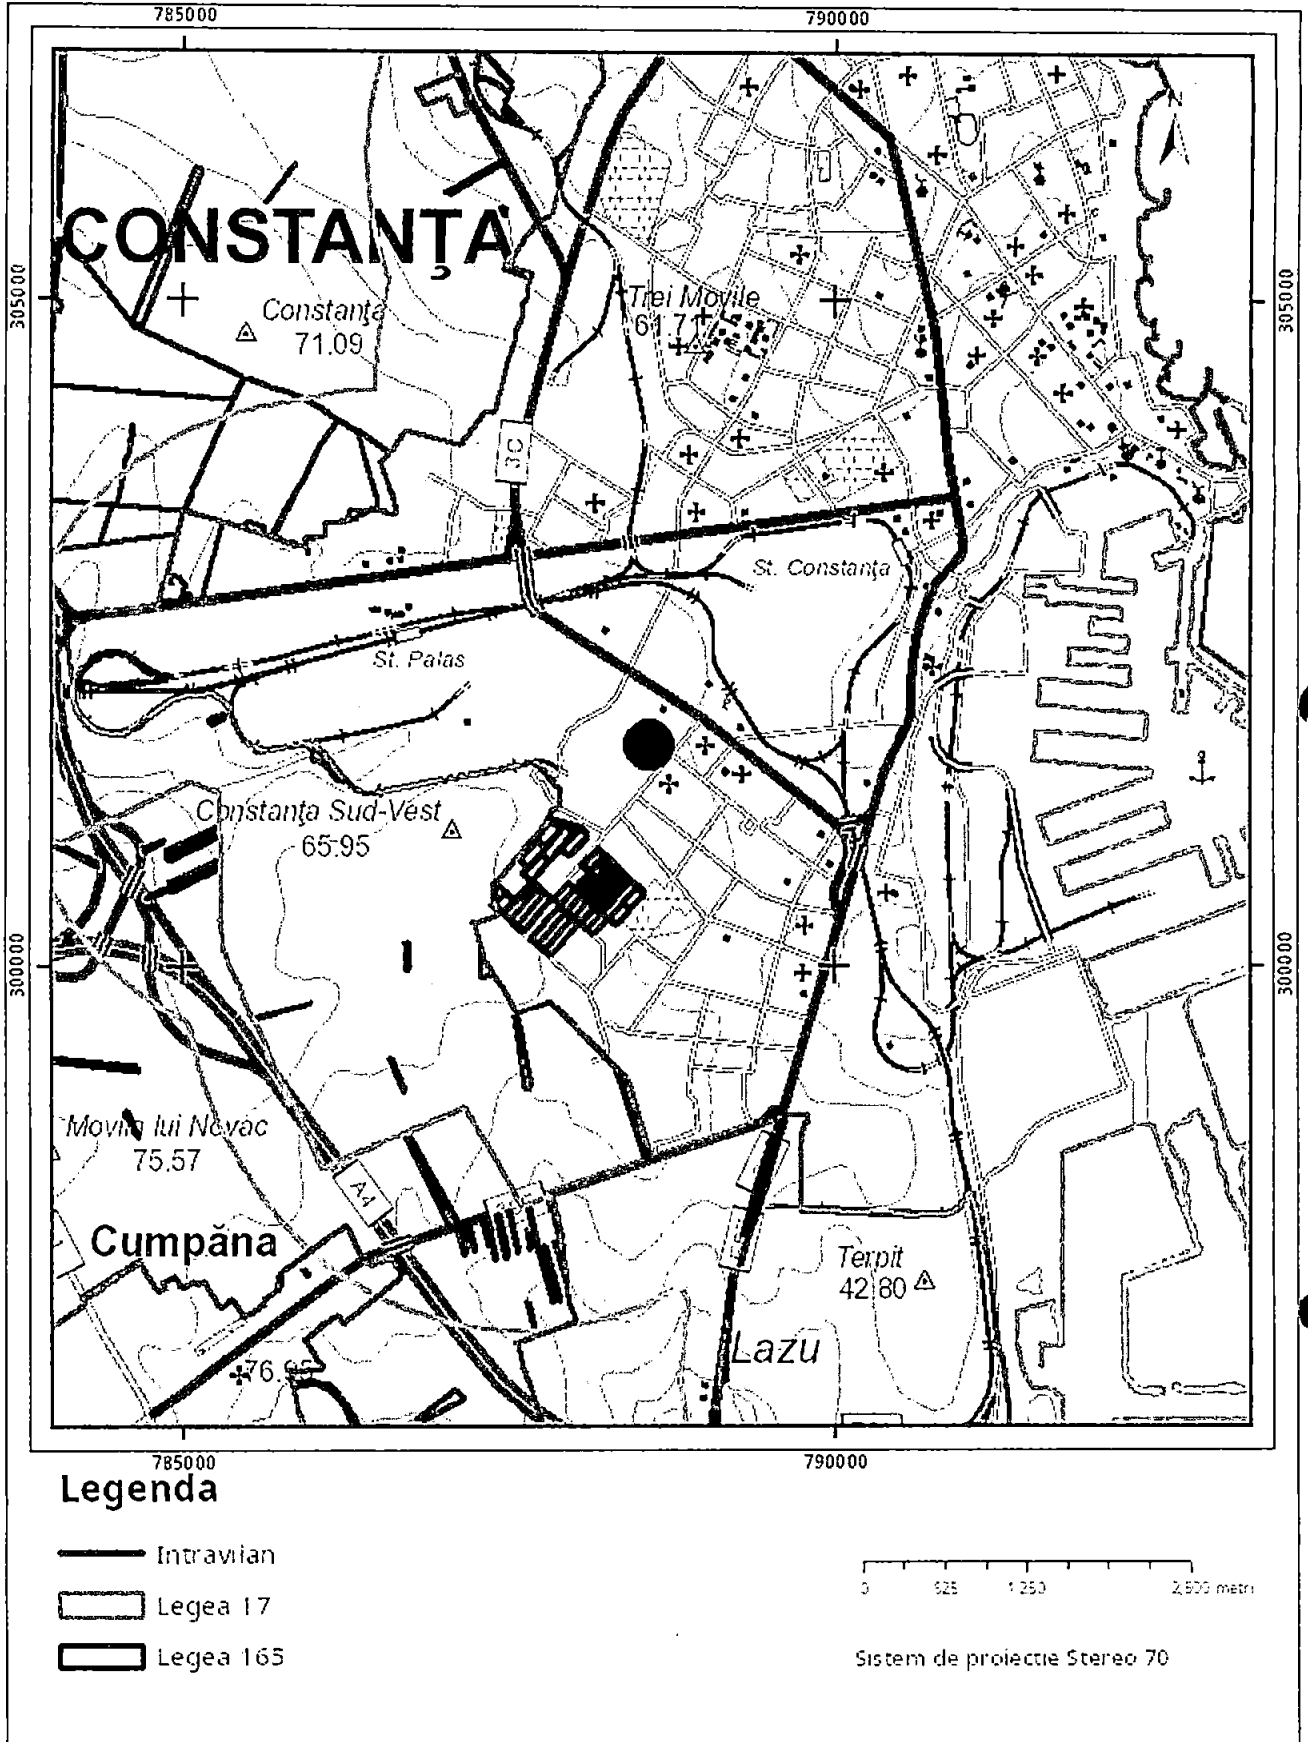 785000
790000
CONSTANȚA
N
305000
305000
Constanța
71.09
Trei Movile
61.71
3C
St. Constanța
St. Palas
Constanța Sud-Vest
65.95
300000
300000
Movila lui Novac
75.57
A4
Cumpăna
Terpit
42.80
Lazu
785000
790000
Legenda
Intravilan
Legea 17
Legea 165
0 625 1.250 2,500 metri
Sistem de proiectie Stereo 70